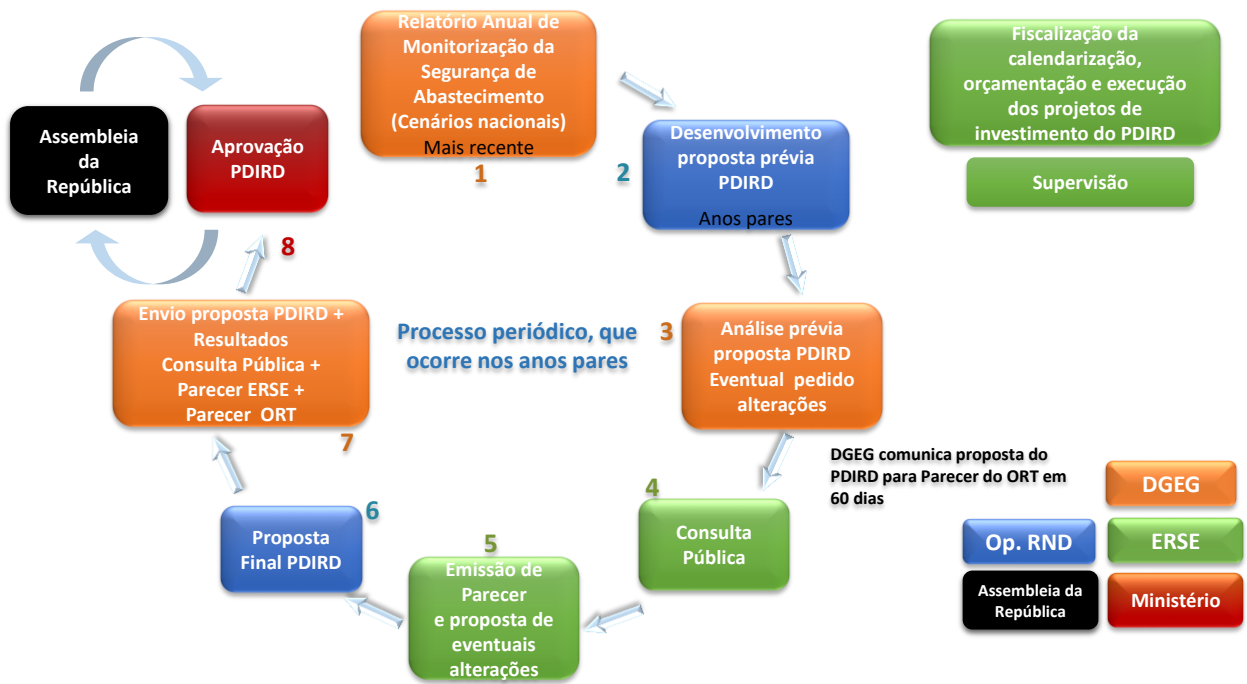 Relatório Anual de
Monitorização da
Segurança de
Abastecimento
(Cenários nacionais)
Mais recente
1
2
Desenvolvimento
proposta prévia
PDIRD
Anos pares
Fiscalização da
calendarização,
orçamentação e execução
dos projetos de
investimento do PDIRD
Supervisão
Assembleia
da
República
Aprovação
PDIRD
8
Envio proposta PDIRD +
Resultados
Consulta Pública +
Parecer ERSE +
Parecer ORT
7
Processo periódico, que
ocorre nos anos pares
3
Análise prévia
proposta PDIRD
Eventual pedido
alterações
DGEG comunica proposta do
PDIRD para Parecer do ORT em
60 dias
4
Consulta
Pública
5
Emissão de
Parecer
e proposta de
eventuais
alterações
6
Proposta
Final PDIRD
DGEG
Op. RND
ERSE
Assembleia da
República
Ministério